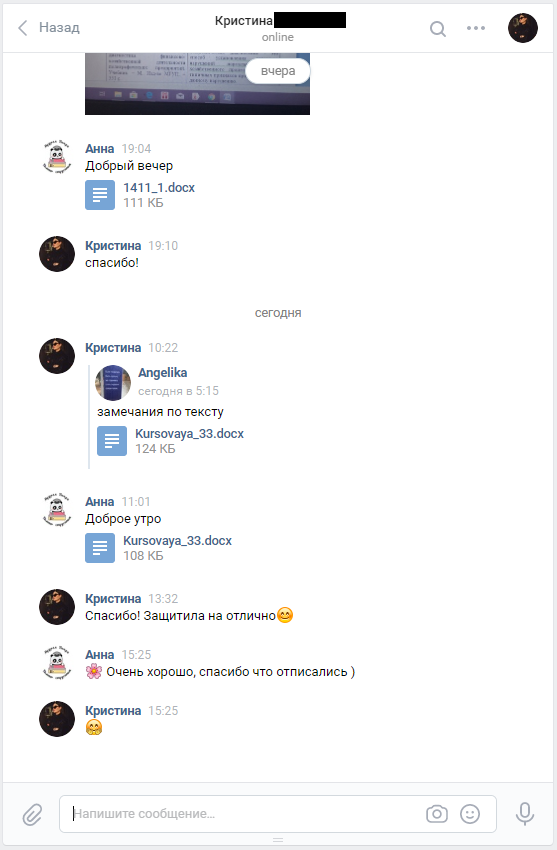 Назад
Кристина
online
вчера
Анна 19:04
Добрый вечер
1411_1.docx
111 КБ
Кристина 19:10
спасибо!
сегодня
Кристина 10:22
Angelika
сегодня в 5:15
замечания по тексту
Kursovaya_33.docx
124 КБ
Анна 11:01
Доброе утро
Kursovaya_33.docx
108 КБ
Кристина 13:32
Спасибо! Защитила на отлично😊
Анна 15:25
🌸 Очень хорошо, спасибо что отписались )
Кристина 15:25
🤗
Напишите сообщение...